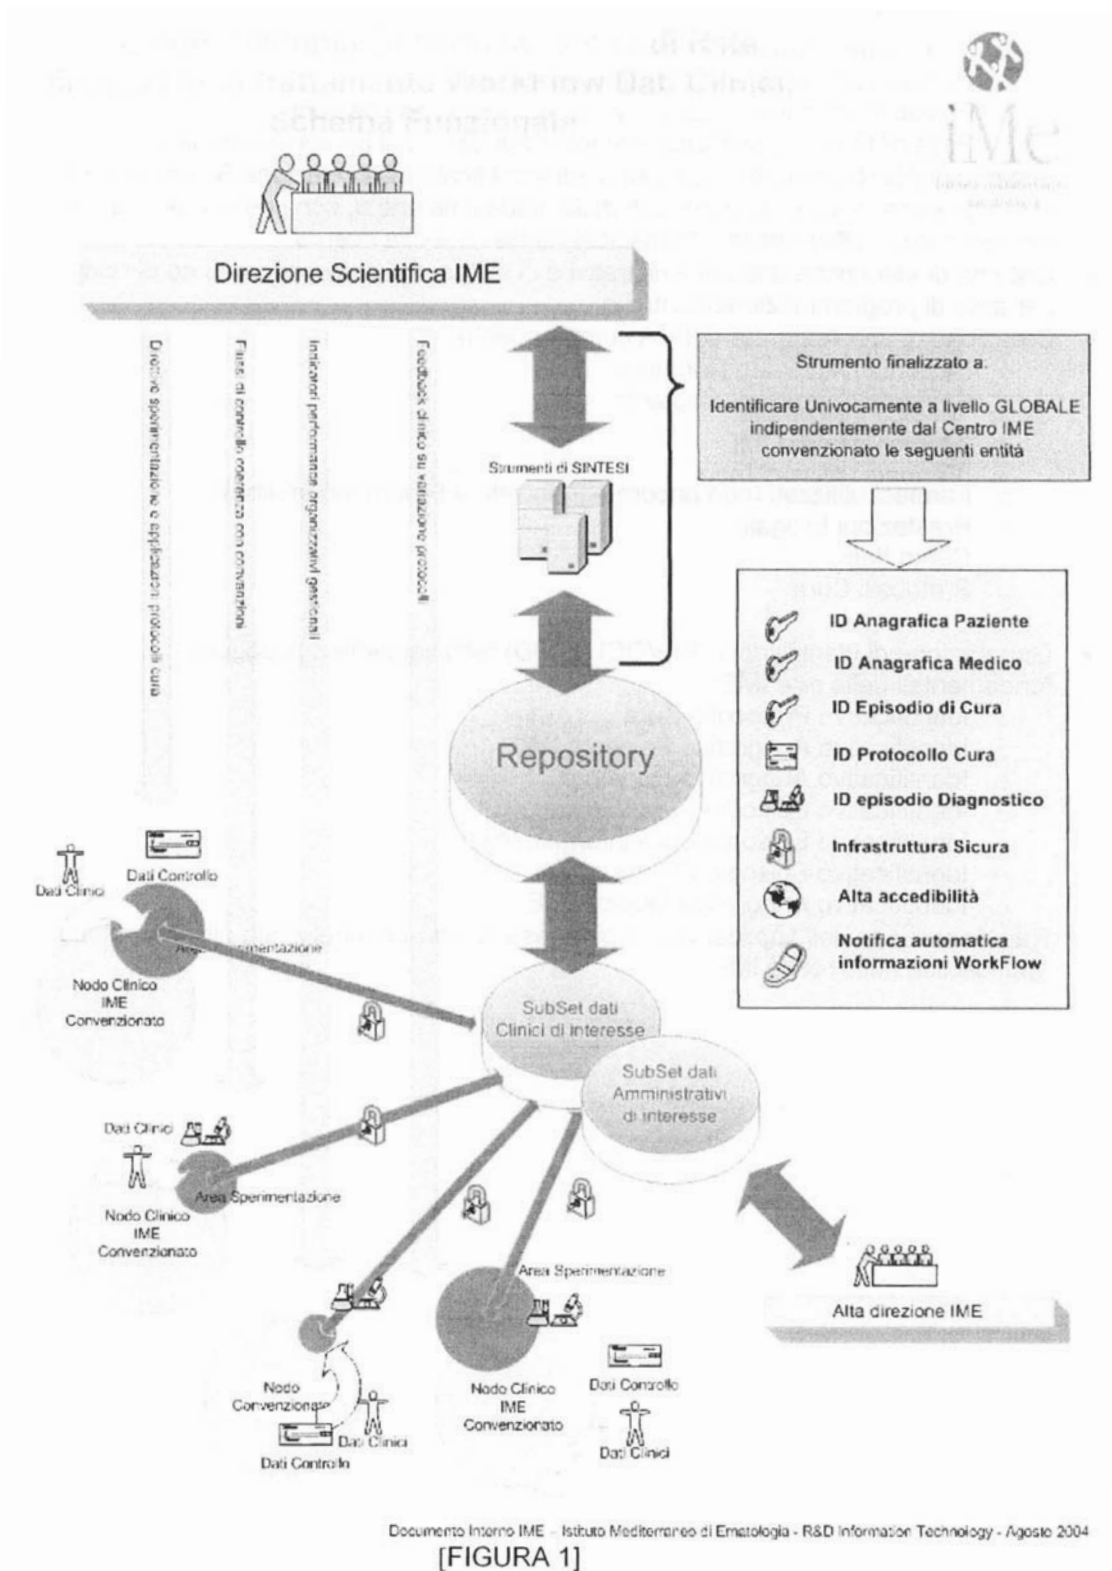 iMe
Direzione Scientifica IME
Direttive sperimentazione e applicazioni protocolli cura
Flussi di controllo coerenza con convenzioni
Indicatori performance organizzativi gestionali
Feedback clinico su variazione protocolli
Strumento finalizzato a:
Identificare Univocamente a livello GLOBALE
indipendentemente dal Centro IME
convenzionato le seguenti entità
Strumenti di SINTESI
ID Anagrafica Paziente
ID Anagrafica Medico
ID Episodio di Cura
ID Protocollo Cura
ID episodio Diagnostico
Infrastruttura Sicura
Alta accedibilità
Notifica automatica
informazioni WorkFlow
Repository
Dati Clinici
Dati Controllo
Area Sperimentazione
Nodo Clinico
IME
Convenzionato
SubSet dati
Clinici di interesse
SubSet dati
Amministrativi
di interesse
Dati Clinici
Area Sperimentazione
Nodo Clinico
IME
Convenzionato
Area Sperimentazione
Alta direzione IME
Nodo
Convenzionato
Dati Clinici
Dati Controllo
Nodo Clinico
IME
Convenzionato
Dati Controllo
Dati Clinici
Documento Interno IME – Istituto Mediterraneo di Ematologia - R&D Information Technology - Agosto 2004
[FIGURA 1]